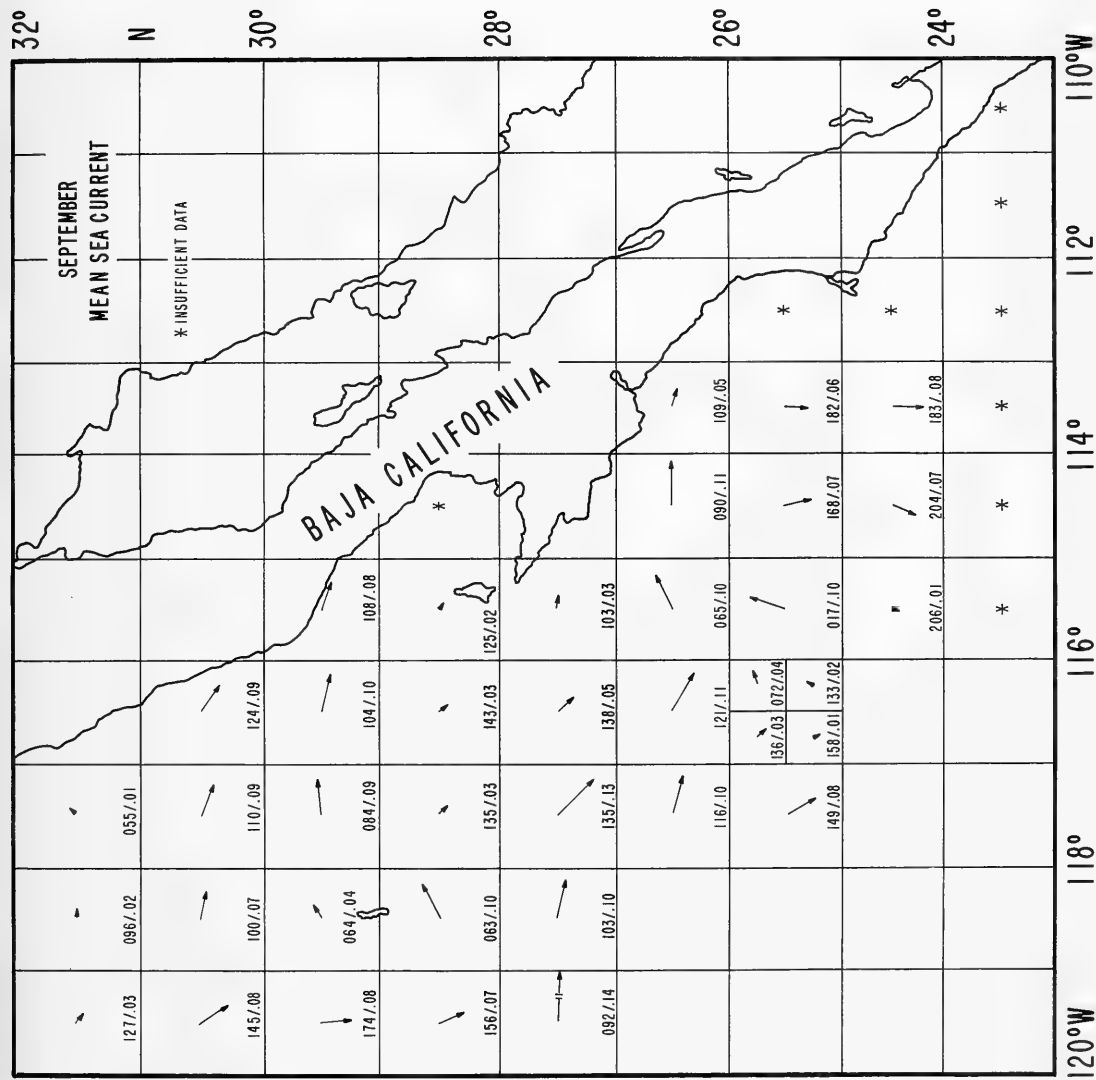 SEPTEMBER
MEAN SEA CURRENT
* INSUFFICIENT DATA
32°
N
30°
28°
26°
24°
BAJA CALIFORNIA
127/.03 096/.02 055/.01
145/.08 100/.07 110/.09 124/.09
174/.08 064/.04 084/.09 104/.10 108/.08
156/.07 063/.10 135/.03 143/.03 125/.02 *
092/.14 103/.10 135/.13 138/.05 103/.03
116/.10 121/.11 065/.10 090/.11 109/.05
136/.03 072/.04
149/.08 158/.01 133/.02 017/.10 168/.07 182/.06 *
206/.01 204/.07 183/.08 *
* * * * * *
120°W 118° 116° 114° 112° 110°W